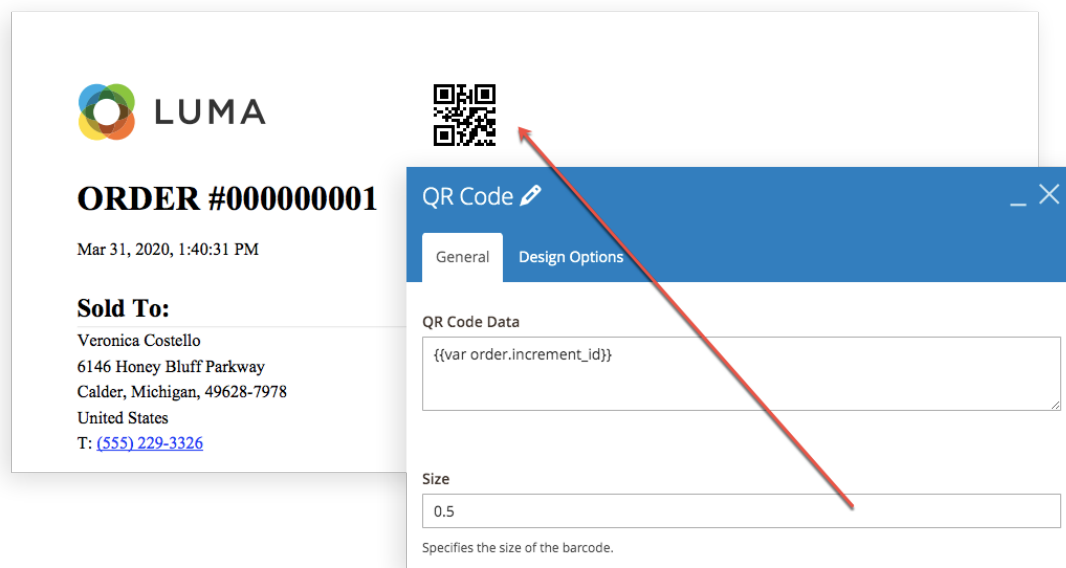 LUMA
ORDER #000000001
Mar 31, 2020, 1:40:31 PM
Sold To:
Veronica Costello
6146 Honey Bluff Parkway
Calder, Michigan, 49628-7978
United States
T: (555) 229-3326
QR Code
General
Design Options
QR Code Data
{{var order.increment_id}}
Size
0.5
Specifies the size of the barcode.